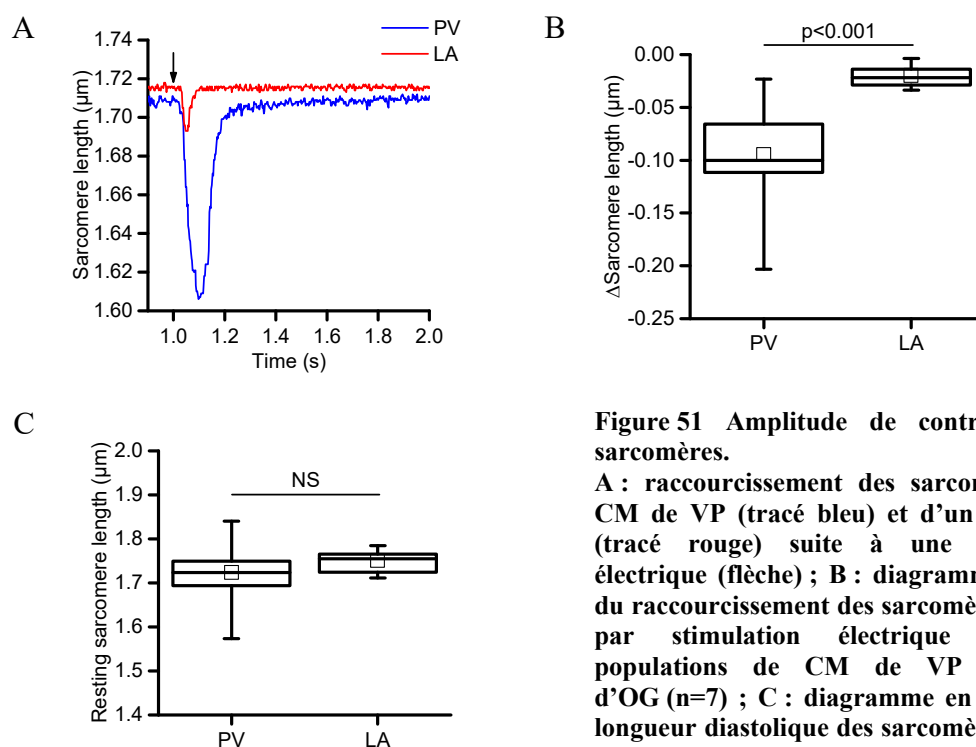 A
PV
LA
1.74
1.72
1.70
1.68
1.66
1.64
1.62
1.60
Sarcomere length (µm)
1.0 1.2 1.4 1.6 1.8 2.0
Time (s)
B
p<0.001
0.00
-0.05
-0.10
-0.15
-0.20
-0.25
ΔSarcomere length (µm)
PV LA
C
NS
2.0
1.9
1.8
1.7
1.6
1.5
1.4
Resting sarcomere length (µm)
PV LA
Figure 51 Amplitude de contr
sarcomères.
A : raccourcissement des sarcom
CM de VP (tracé bleu) et d'un
(tracé rouge) suite à une
électrique (flèche) ; B : diagramm
du raccourcissement des sarcomè
par stimulation électrique
populations de CM de VP
d'OG (n=7) ; C : diagramme en
longueur diastolique des sarcomè